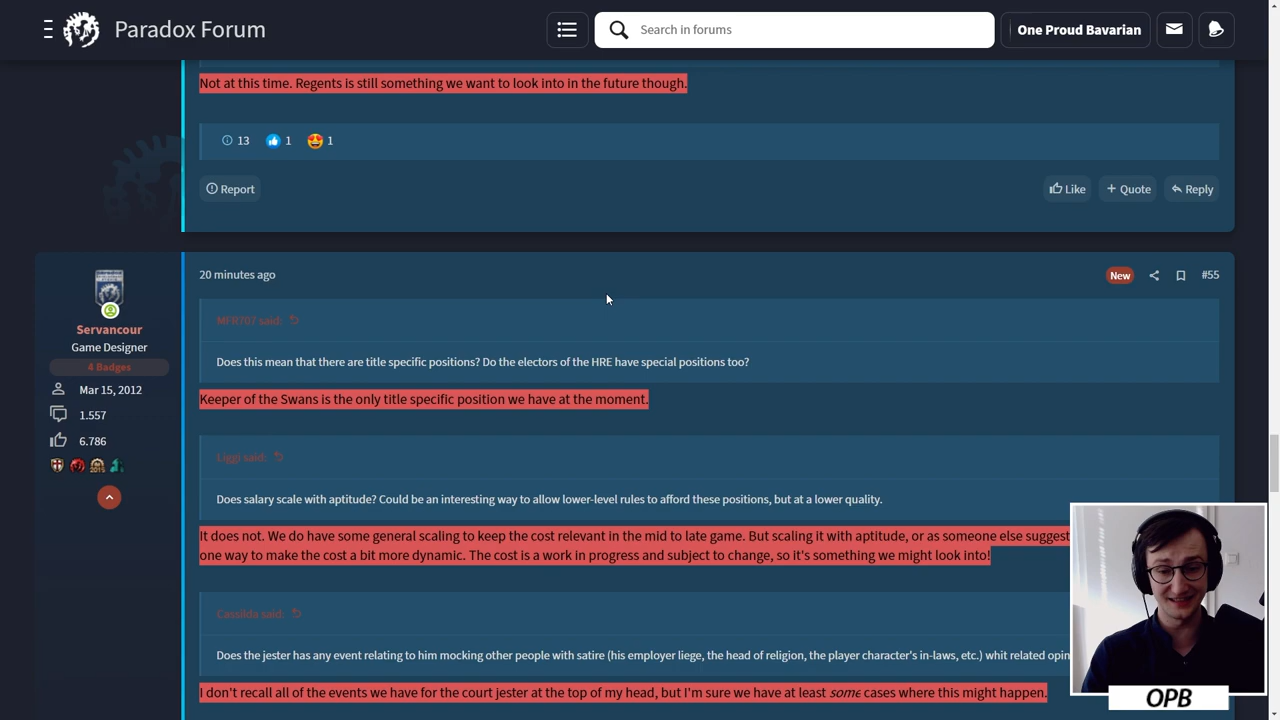 Paradox Forum
Search in forums
One Proud Bavarian
Not at this time. Regents is still something we want to look into in the future though.
13
1
1
Report
Like
+ Quote
Reply
20 minutes ago
New
#55
Servancour
Game Designer
4 Badges
Mar 15, 2012
1.557
6.786
MFR707 said:
Does this mean that there are title specific positions? Do the electors of the HRE have special positions too?
Keeper of the Swans is the only title specific position we have at the moment.
Liggi said:
Does salary scale with aptitude? Could be an interesting way to allow lower-level rules to afford these positions, but at a lower quality.
It does not. We do have some general scaling to keep the cost relevant in the mid to late game. But scaling it with aptitude, or as someone else suggest
one way to make the cost a bit more dynamic. The cost is a work in progress and subject to change, so it's something we might look into!
Cassilda said:
Does the jester has any event relating to him mocking other people with satire (his employer liege, the head of religion, the player character's in-laws, etc.) whit related opin
I don't recall all of the events we have for the court jester at the top of my head, but I'm sure we have at least some cases where this might happen.
OPB